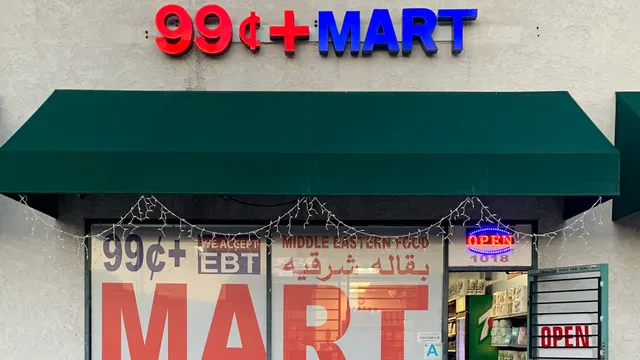 99¢+ MART
99¢+
WE ACCEPT
EBT
MIDDLE EASTERN FOOD
بقاله شرقيه
MART
OPEN
1018
A
OPEN